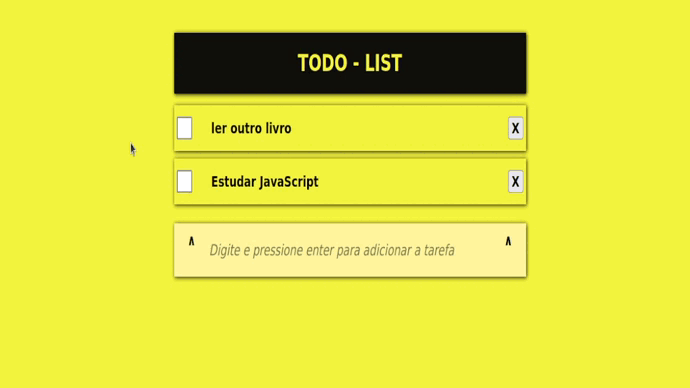 TODO - LIST
ler outro livro X
Estudar JavaScript X
^ Digite e pressione enter para adicionar a tarefa ^